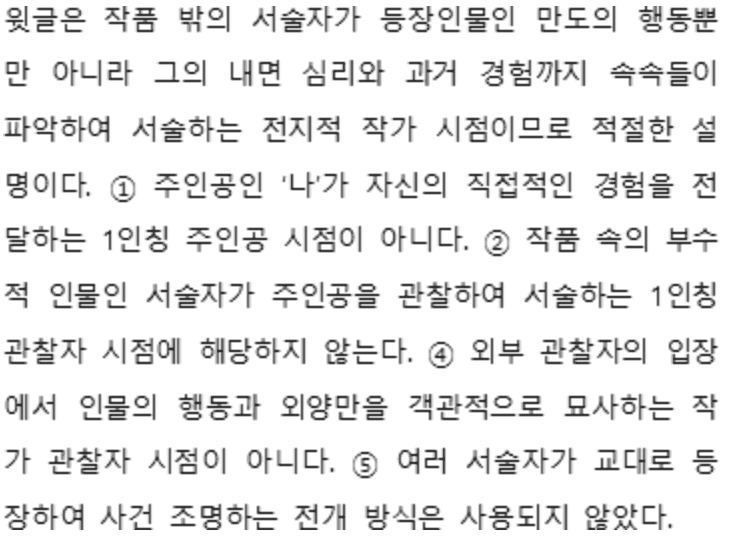 윗글은 작품 밖의 서술자가 등장인물인 만도의 행동뿐
만 아니라 그의 내면 심리와 과거 경험까지 속속들이
파악하여 서술하는 전지적 작가 시점이므로 적절한 설
명이다. ① 주인공인 ‘나’가 자신의 직접적인 경험을 전
달하는 1인칭 주인공 시점이 아니다. ② 작품 속의 부수
적 인물인 서술자가 주인공을 관찰하여 서술하는 1인칭
관찰자 시점에 해당하지 않는다. ④ 외부 관찰자의 입장
에서 인물의 행동과 외양만을 객관적으로 묘사하는 작
가 관찰자 시점이 아니다. ⑤ 여러 서술자가 교대로 등
장하여 사건 조명하는 전개 방식은 사용되지 않았다.